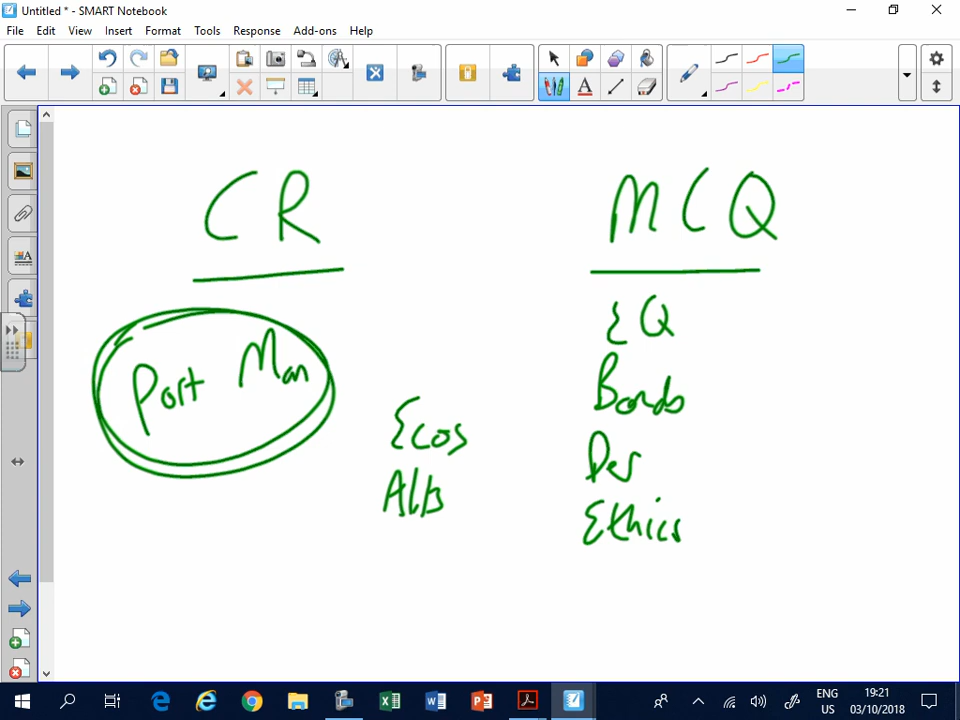 Untitled * - SMART Notebook
File Edit View Insert Format Tools Response Add-ons Help
CR MCQ
EQ
Port Man Bonds
Ecos Der
Alts Ethics
ENG 19:21
US 03/10/2018